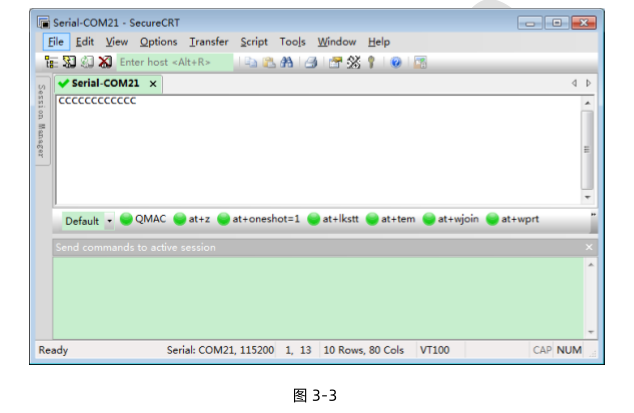 Serial-COM21 - SecureCRT
File Edit View Options Transfer Script Tools Window Help
Enter host <Alt+R>
Session Manager
Serial-COM21 x
CCCCCCCCCCCC
Default QMAC at+z at+oneshot=1 at+lkstt at+tem at+wjoin at+wprt
Send commands to active session
Ready Serial: COM21, 115200 1, 13 10 Rows, 80 Cols VT100 CAP NUM
图 3-3